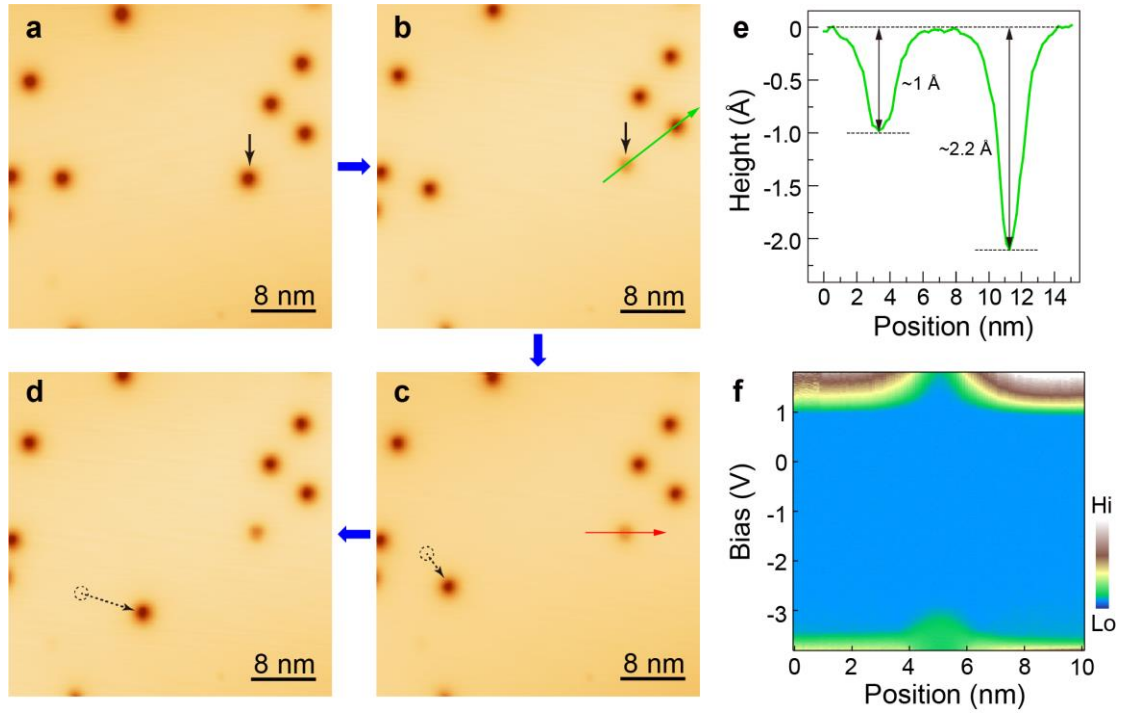 a
8 nm
b
8 nm
e
Height (Å)
0
-0.5
-1.0
-1.5
-2.0
~1 Å
~2.2 Å
0 2 4 6 8 10 12 14
Position (nm)
d
8 nm
c
8 nm
f
Bias (V)
1
0
-1
-2
-3
Hi
Lo
0 2 4 6 8 10
Position (nm)